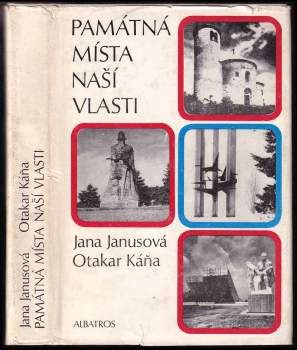 PAMÁTNÁ
MÍSTA
NAŠÍ
VLASTI
Jana Janusová
Otakar Káňa
ALBATROS
Jana Janusová Otakar Káňa
PAMÁTNÁ MÍSTA NAŠÍ VLASTI